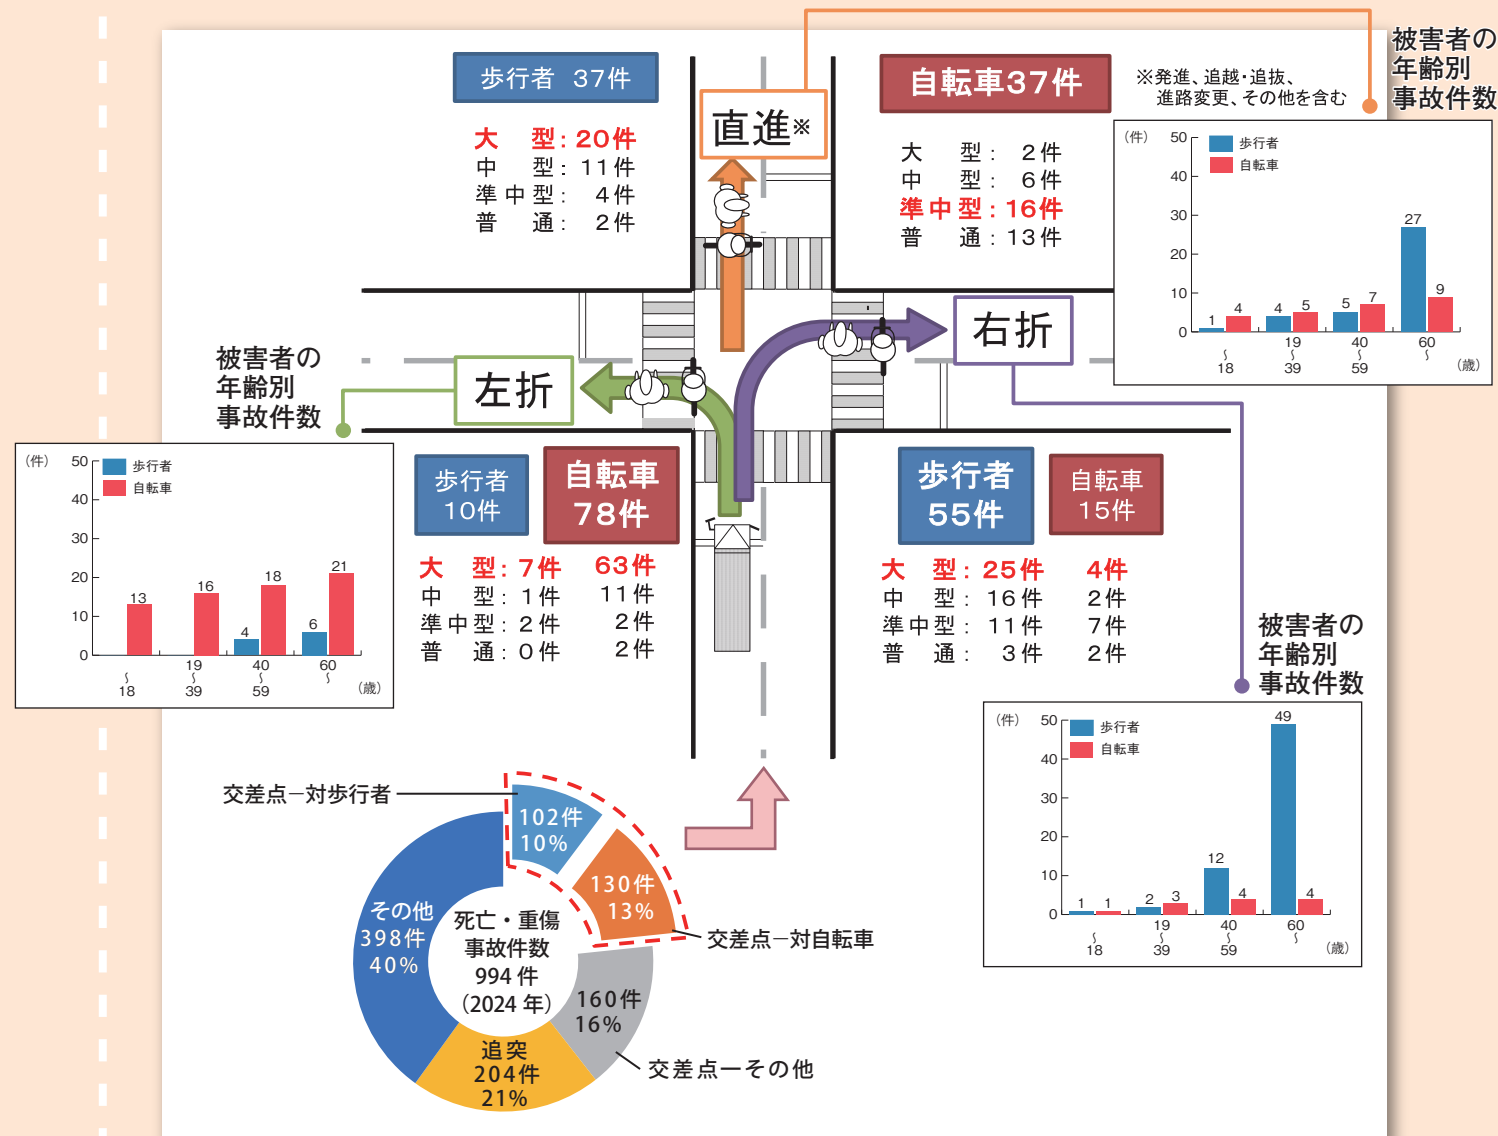 歩行者 37件
大型：20件
中型：11件
準中型：4件
普通：2件
直進※
自転車37件
※発進、追越・追抜、
進路変更、その他を含む
大型：2件
中型：6件
準中型：16件
普通：13件
被害者の
年齢別
事故件数
（件）
50
40
30
20
10
0
歩行者
自転車
1
4
4
5
5
7
27
9
～
18
19
～
39
40
～
59
60
～
（歳）
右折
左折
被害者の
年齢別
事故件数
（件）
50
40
30
20
10
0
歩行者
自転車
13
16
4
18
6
21
～
18
19
～
39
40
～
59
60
～
（歳）
歩行者
10件
自転車
78件
大型：7件 63件
中型：1件 11件
準中型：2件 2件
普通：0件 2件
歩行者
55件
自転車
15件
大型：25件 4件
中型：16件 2件
準中型：11件 7件
普通：3件 2件
被害者の
年齢別
事故件数
（件）
50
40
30
20
10
0
歩行者
自転車
1
1
2
3
12
4
49
4
～
18
19
～
39
40
～
59
60
～
（歳）
交差点－対歩行者
102件
10%
130件
13%
交差点－対自転車
160件
16%
交差点－その他
追突
204件
21%
その他
398件
40%
死亡・重傷
事故件数
994 件
（2024 年）